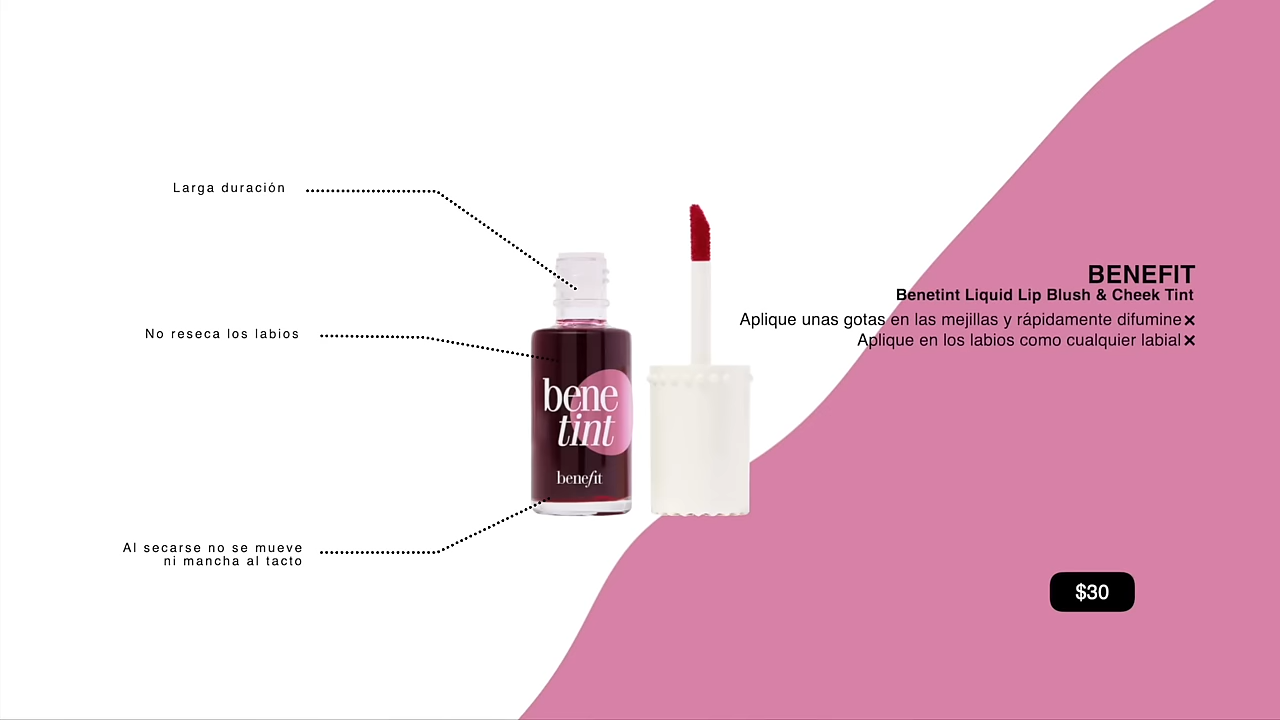 Larga duración
No reseca los labios
Al secarse no se mueve
ni mancha al tacto
bene
tint
benefit
BENEFIT
Benetint Liquid Lip Blush & Cheek Tint
Aplique unas gotas en las mejillas y rápidamente difumine×
Aplique en los labios como cualquier labial×
$30